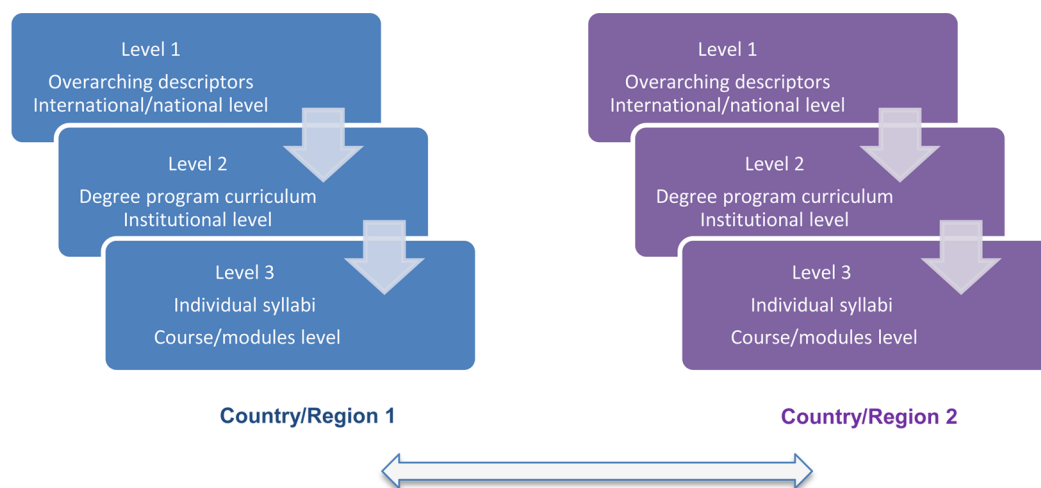 Level 1
Overarching descriptors
International/national level
Level 2
Degree program curriculum
Institutional level
Level 3
Individual syllabi
Course/modules level
Country/Region 1
Level 1
Overarching descriptors
International/national level
Level 2
Degree program curriculum
Institutional level
Level 3
Individual syllabi
Course/modules level
Country/Region 2